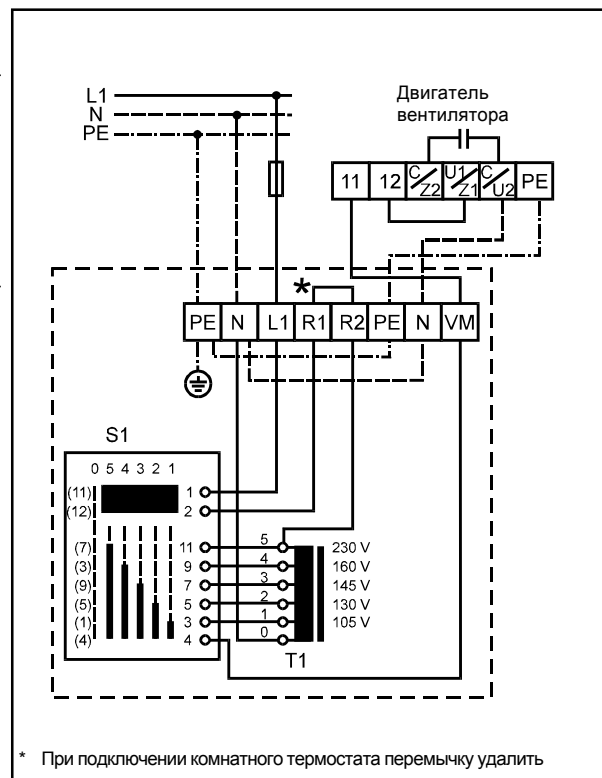 L1
N
PE
Двигатель
вентилятора
11 12 C/Z2 U1/Z1 C/U2 PE
*
PE N L1 R1 R2 PE N VM
S1
0 5 4 3 2 1
(11) 1
(12) 2
(7) 11 5 230 V
(3) 9 4 160 V
(9) 7 3 145 V
(5) 5 2 130 V
(1) 3 1 105 V
(4) 4 0
T1
* При подключении комнатного термостата перемычку удалить